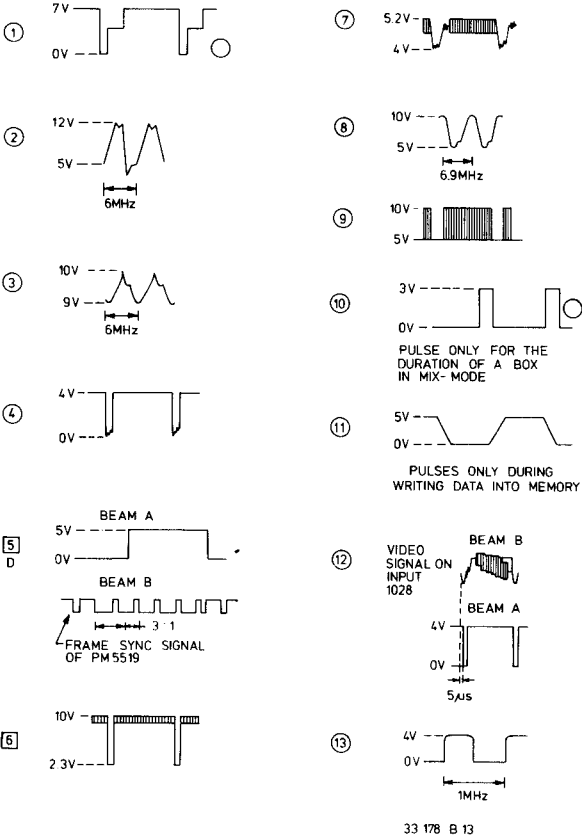 1
7V
0V
2
12V
5V
6MHz
3
10V
9V
6MHz
4
4V
0V
5
D
BEAM A
5V
0V
BEAM B
3:1
FRAME SYNC SIGNAL
OF PM5519
6
10V
2.3V
7
5.2V
4V
8
10V
5V
6.9MHz
9
10V
5V
10
3V
0V
PULSE ONLY FOR THE
DURATION OF A BOX
IN MIX-MODE
11
5V
0V
PULSES ONLY DURING
WRITING DATA INTO MEMORY
12
VIDEO
SIGNAL ON
INPUT
1028
BEAM B
BEAM A
4V
0V
5µs
13
4V
0V
1MHz
33 178 B 13